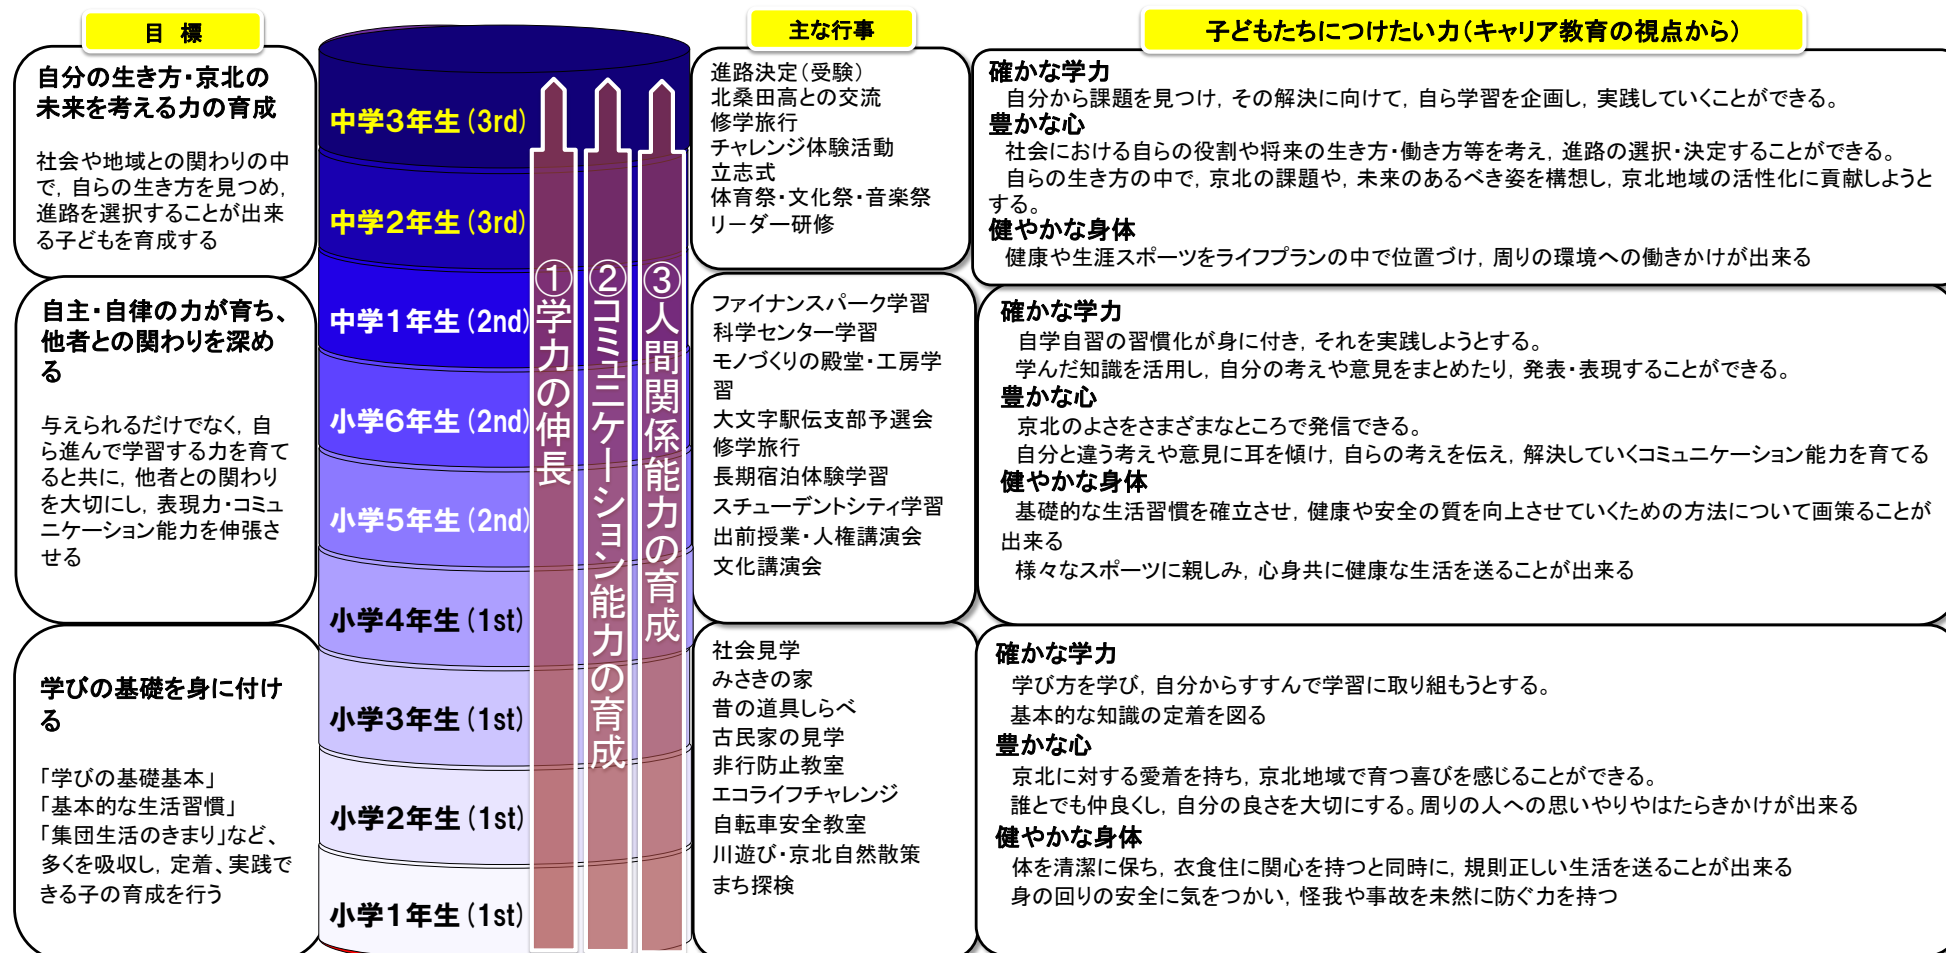 目 標
自分の生き方・京北の
未来を考える力の育成
社会や地域との関わりの中
で，自らの生き方を見つめ，
進路を選択することが出来
る子どもを育成する
自主・自律の力が育ち、
他者との関わりを深め
る
与えられるだけでなく，自
ら進んで学習する力を育て
ると共に，他者との関わり
を大切にし，表現力・コミュ
ニケーション能力を伸張さ
せる
学びの基礎を身に付け
る
「学びの基礎基本」
「基本的な生活習慣」
「集団生活のきまり」など、
多くを吸収し，定着、実践で
きる子の育成を行う
中学３年生（3rd）
中学２年生（3rd）
中学１年生（2nd）
小学６年生（2nd）
小学５年生（2nd）
小学４年生（1st）
小学３年生（1st）
小学２年生（1st）
小学１年生（1st）
①学力の伸長
②コミュニケーション能力の育成
③人間関係能力の育成
主な行事
進路決定（受験）
北桑田高との交流
修学旅行
チャレンジ体験活動
立志式
体育祭・文化祭・音楽祭
リーダー研修
ファイナンスパーク学習
科学センター学習
モノづくりの殿堂・工房学
習
大文字駅伝支部予選会
修学旅行
長期宿泊体験学習
スチューデントシティ学習
出前授業・人権講演会
文化講演会
社会見学
みさきの家
昔の道具しらべ
古民家の見学
非行防止教室
エコライフチャレンジ
自転車安全教室
川遊び・京北自然散策
まち探検
子どもたちにつけたい力（キャリア教育の視点から）
確かな学力
自分から課題を見つけ，その解決に向けて，自ら学習を企画し，実践していくことができる。
豊かな心
社会における自らの役割や将来の生き方・働き方等を考え，進路の選択・決定することができる。
自らの生き方の中で，京北の課題や，未来のあるべき姿を構想し，京北地域の活性化に貢献しようと
する。
健やかな身体
健康や生涯スポーツをライフプランの中で位置づけ，周りの環境への働きかけが出来る
確かな学力
自学自習の習慣化が身に付き，それを実践しようとする。
学んだ知識を活用し，自分の考えや意見をまとめたり，発表・表現することができる。
豊かな心
京北のよさをさまざまなところで発信できる。
自分と違う考えや意見に耳を傾け，自らの考えを伝え，解決していくコミュニケーション能力を育てる
健やかな身体
基礎的な生活習慣を確立させ，健康や安全の質を向上させていくための方法について画策ることが
出来る
様々なスポーツに親しみ，心身共に健康な生活を送ることが出来る
確かな学力
学び方を学び，自分からすすんで学習に取り組もうとする。
基本的な知識の定着を図る
豊かな心
京北に対する愛着を持ち，京北地域で育つ喜びを感じることができる。
誰とでも仲良くし，自分の良さを大切にする。周りの人への思いやりやはたらきかけが出来る
健やかな身体
体を清潔に保ち，衣食住に関心を持つと同時に，規則正しい生活を送ることが出来る
身の回りの安全に気をつかい，怪我や事故を未然に防ぐ力を持つ